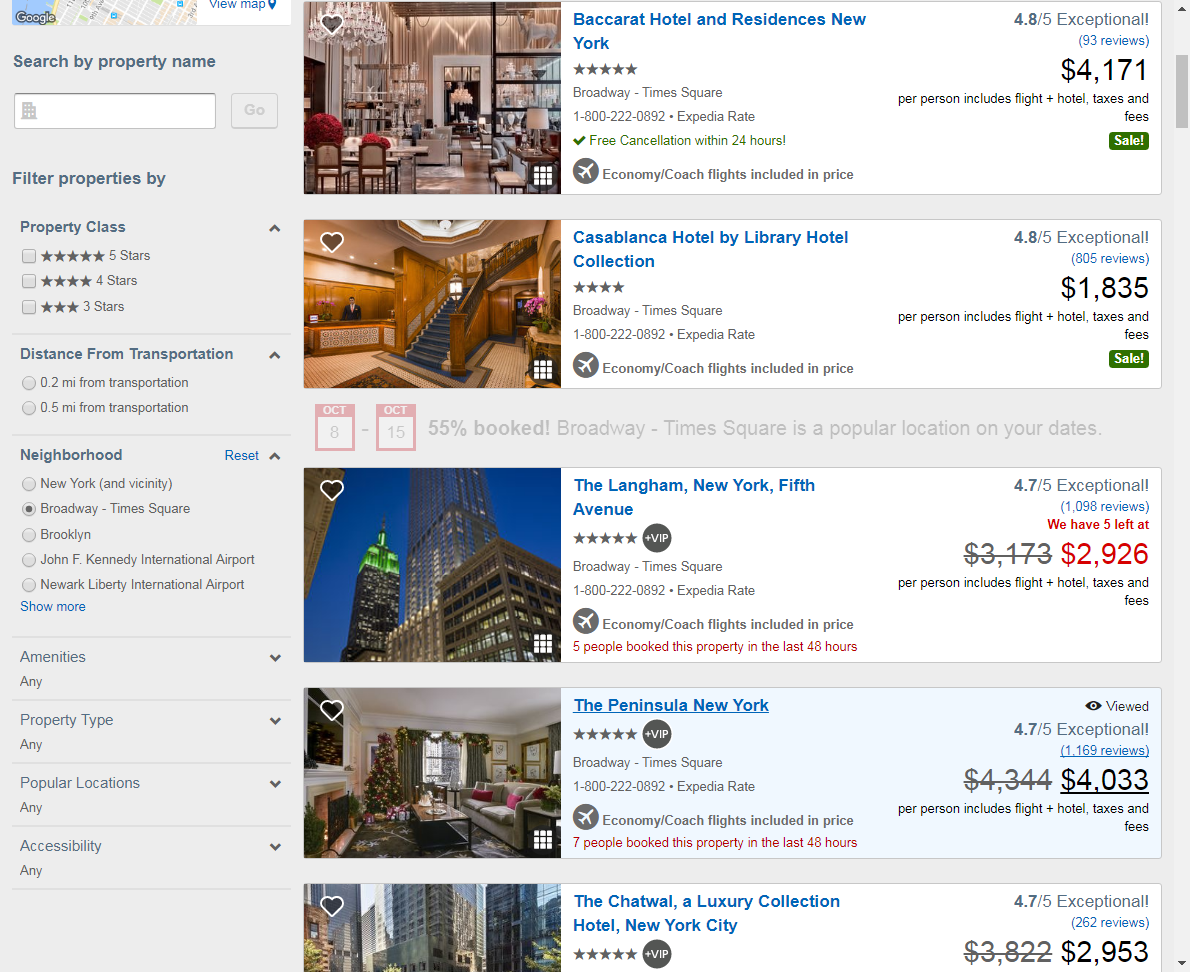 Google
View map
Search by property name
Go
Filter properties by
Property Class
5 Stars
4 Stars
3 Stars
Distance From Transportation
0.2 mi from transportation
0.5 mi from transportation
Neighborhood Reset
New York (and vicinity)
Broadway - Times Square
Brooklyn
John F. Kennedy International Airport
Newark Liberty International Airport
Show more
Amenities
Any
Property Type
Any
Popular Locations
Any
Accessibility
Any
Baccarat Hotel and Residences New
York
Broadway - Times Square
1-800-222-0892 • Expedia Rate
Free Cancellation within 24 hours!
Economy/Coach flights included in price
4.8/5 Exceptional!
(93 reviews)
$4,171
per person includes flight + hotel, taxes and
fees
Sale!
Casablanca Hotel by Library Hotel
Collection
Broadway - Times Square
1-800-222-0892 • Expedia Rate
Economy/Coach flights included in price
4.8/5 Exceptional!
(805 reviews)
$1,835
per person includes flight + hotel, taxes and
fees
Sale!
OCT
8
-
OCT
15
55% booked! Broadway - Times Square is a popular location on your dates.
The Langham, New York, Fifth
Avenue
+VIP
Broadway - Times Square
1-800-222-0892 • Expedia Rate
Economy/Coach flights included in price
5 people booked this property in the last 48 hours
4.7/5 Exceptional!
(1,098 reviews)
We have 5 left at
$3,173 $2,926
per person includes flight + hotel, taxes and
fees
The Peninsula New York
+VIP
Broadway - Times Square
1-800-222-0892 • Expedia Rate
Economy/Coach flights included in price
7 people booked this property in the last 48 hours
Viewed
4.7/5 Exceptional!
(1,169 reviews)
$4,344 $4,033
per person includes flight + hotel, taxes and
fees
The Chatwal, a Luxury Collection
Hotel, New York City
+VIP
4.7/5 Exceptional!
(262 reviews)
$3,822 $2,953